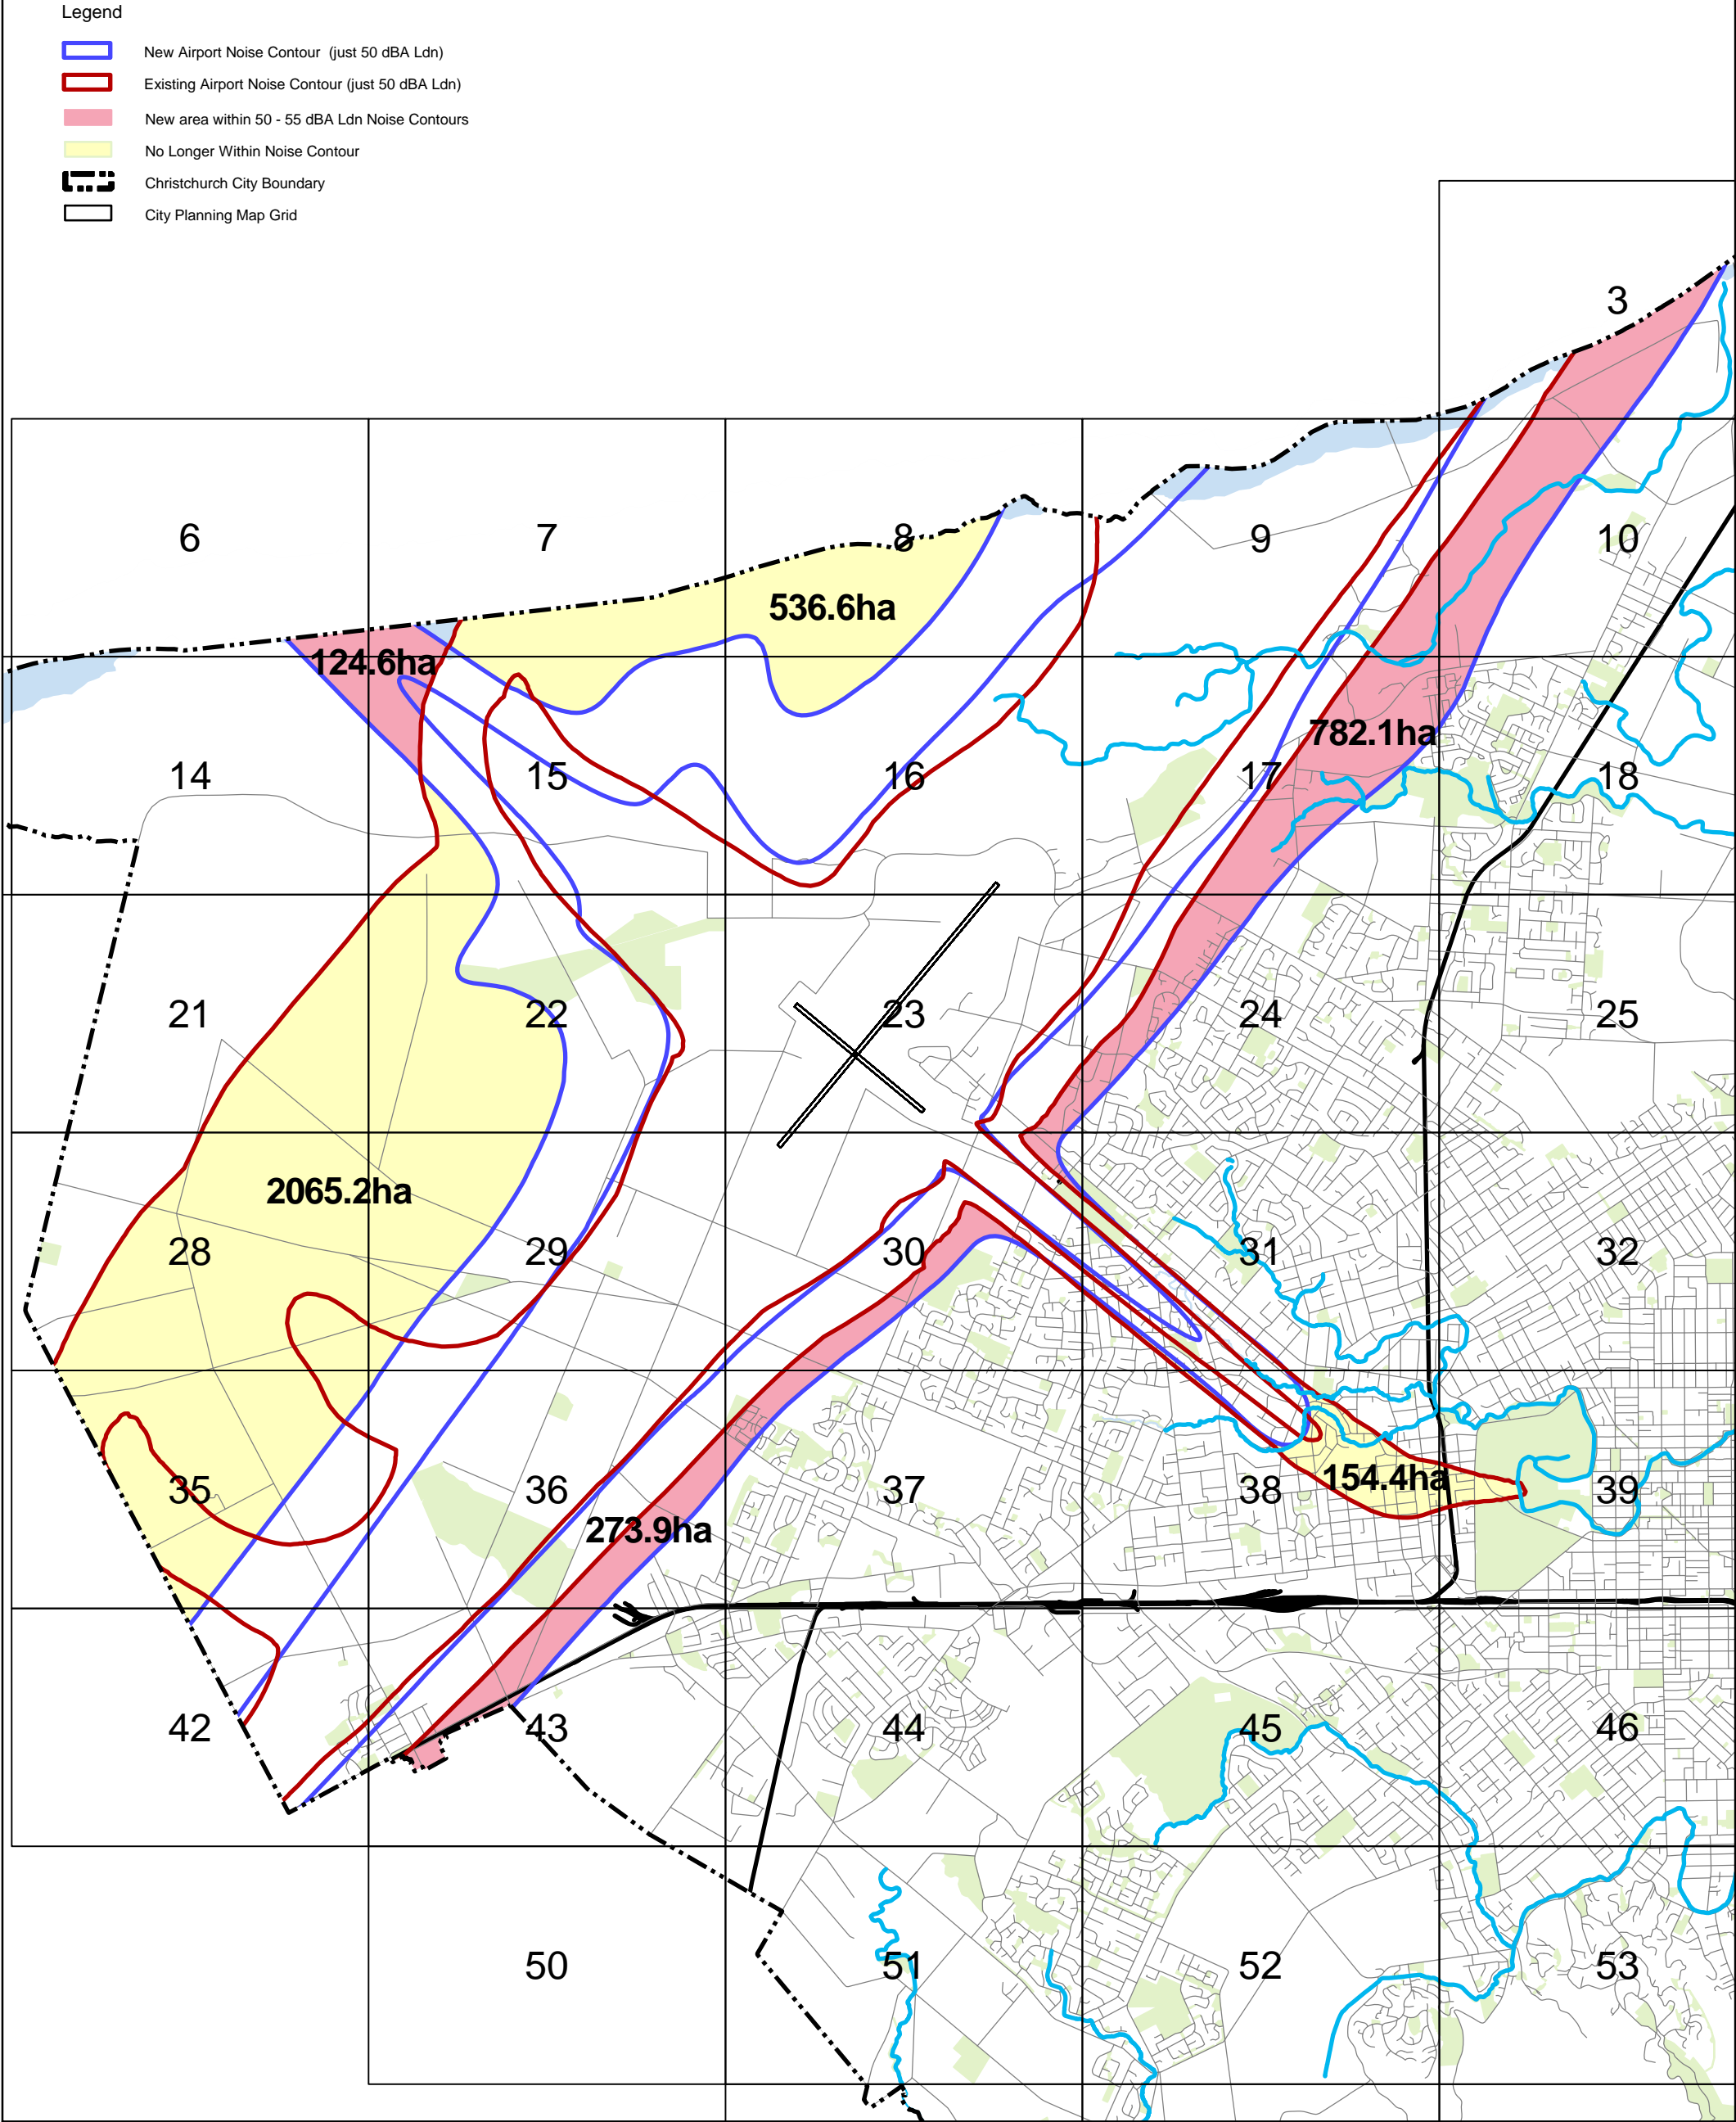 Legend
New Airport Noise Contour (just 50 dBA Ldn)
Existing Airport Noise Contour (just 50 dBA Ldn)
New area within 50 - 55 dBA Ldn Noise Contours
No Longer Within Noise Contour
Christchurch City Boundary
City Planning Map Grid
3
6
7
8
9
10
536.6ha
124.6ha
782.1ha
14
15
16
17
18
21
22
23
24
25
2065.2ha
28
29
30
31
32
154.4ha
35
36
37
38
39
273.9ha
42
43
44
45
46
50
51
52
53